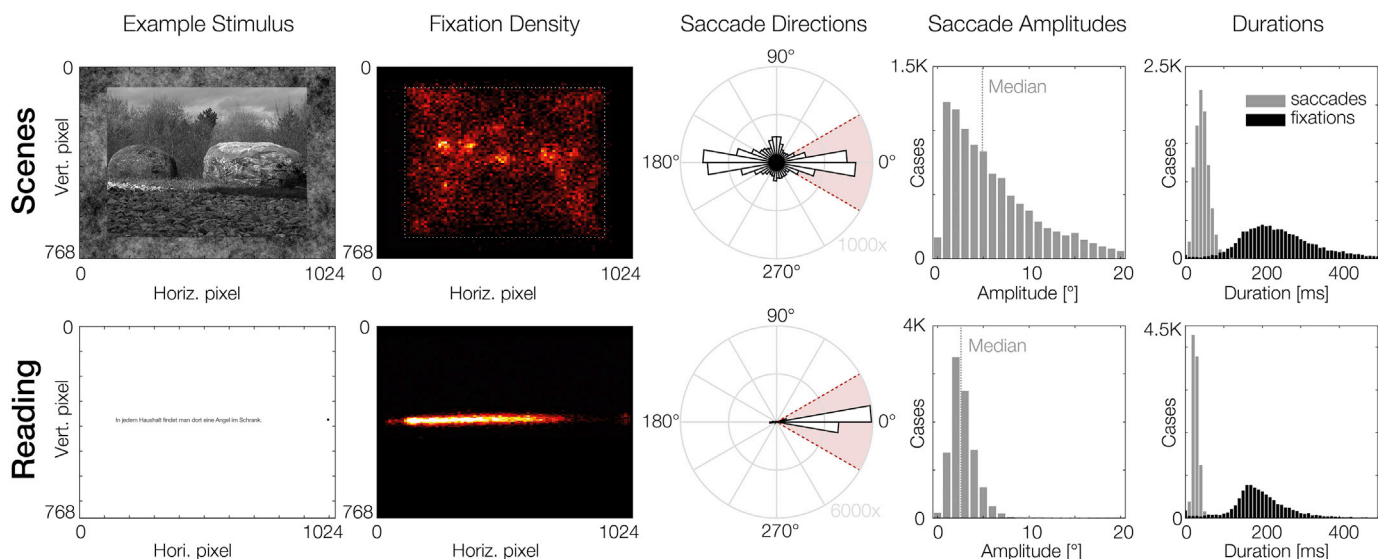 Example Stimulus
Fixation Density
Saccade Directions
Saccade Amplitudes
Durations
Scenes
0
Vert. pixel
768
0
1024
Horiz. pixel
0
768
0
1024
Horiz. pixel
90°
180°
0°
270°
1000x
1.5K
Median
Cases
0
0
5
10
15
20
Amplitude [°]
2.5K
saccades
fixations
Cases
0
0
200
400
Duration [ms]
Reading
0
Vert. pixel
768
0
1024
Hori. pixel
In jedem Haushalt findet man dort eine Angel im Schrank.
0
768
0
1024
Horiz. pixel
90°
180°
0°
270°
6000x
4K
Median
Cases
0
0
5
10
15
20
Amplitude [°]
4.5K
Cases
0
0
200
400
Duration [ms]